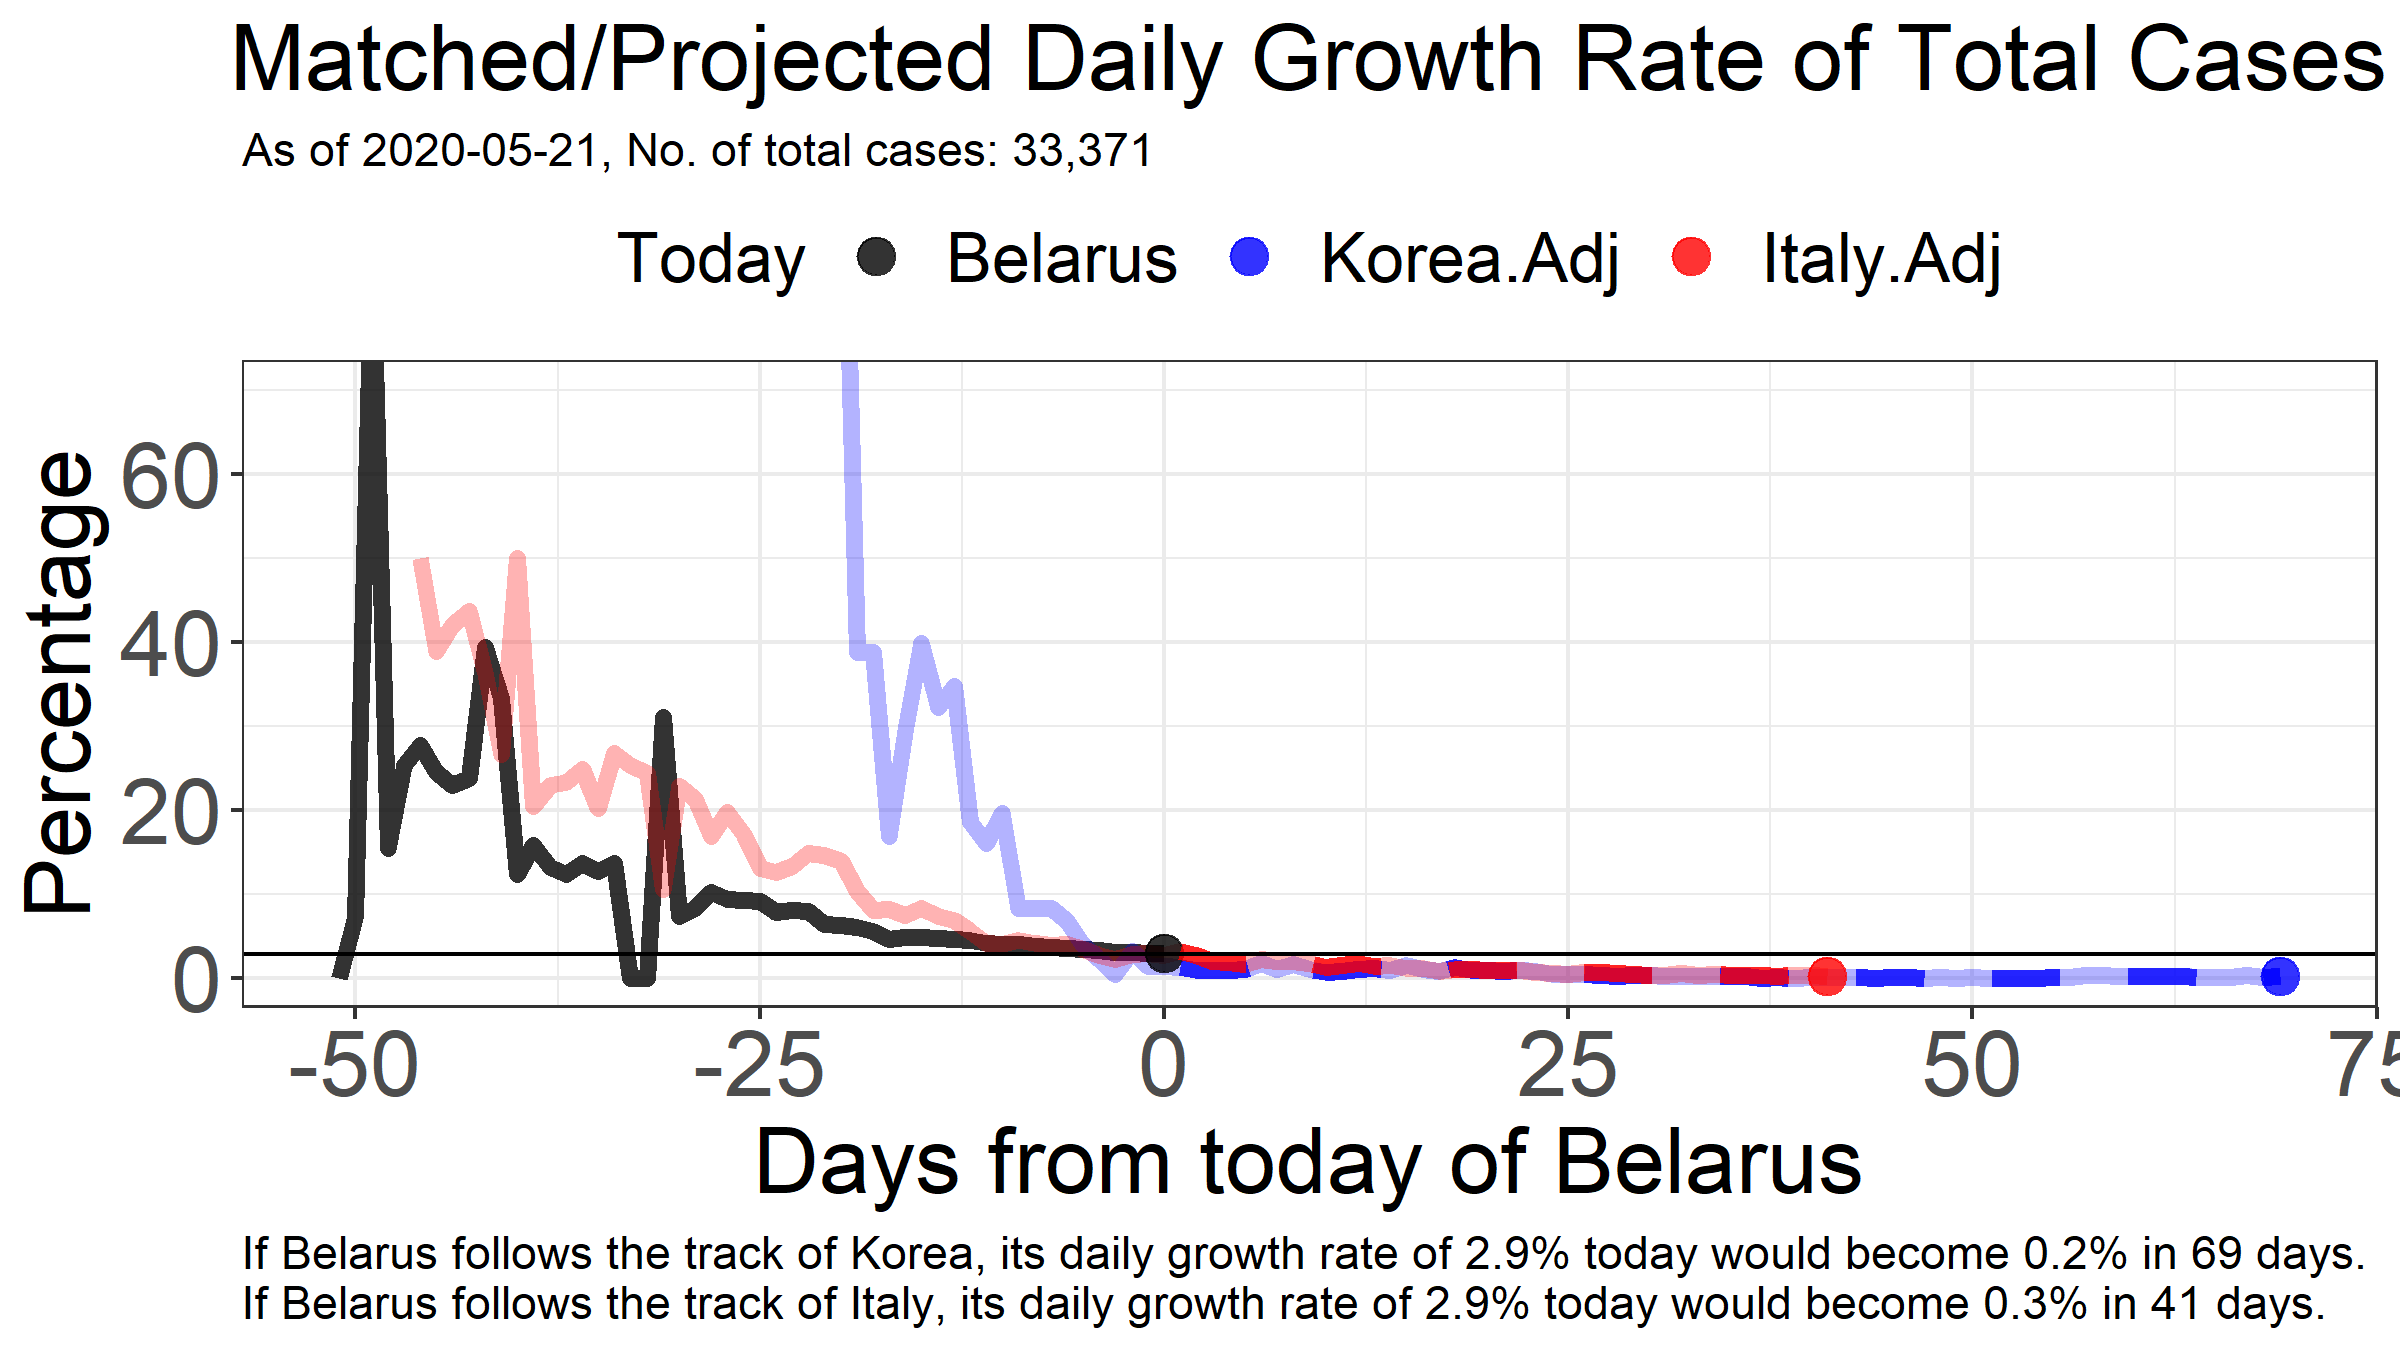 Matched/Projected Daily Growth Rate of Total Cases
As of 2020-05-21, No. of total cases: 33,371
Today Belarus Korea.Adj Italy.Adj
Percentage
60
40
20
0
-50 -25 0 25 50 75
Days from today of Belarus
If Belarus follows the track of Korea, its daily growth rate of 2.9% today would become 0.2% in 69 days.
If Belarus follows the track of Italy, its daily growth rate of 2.9% today would become 0.3% in 41 days.